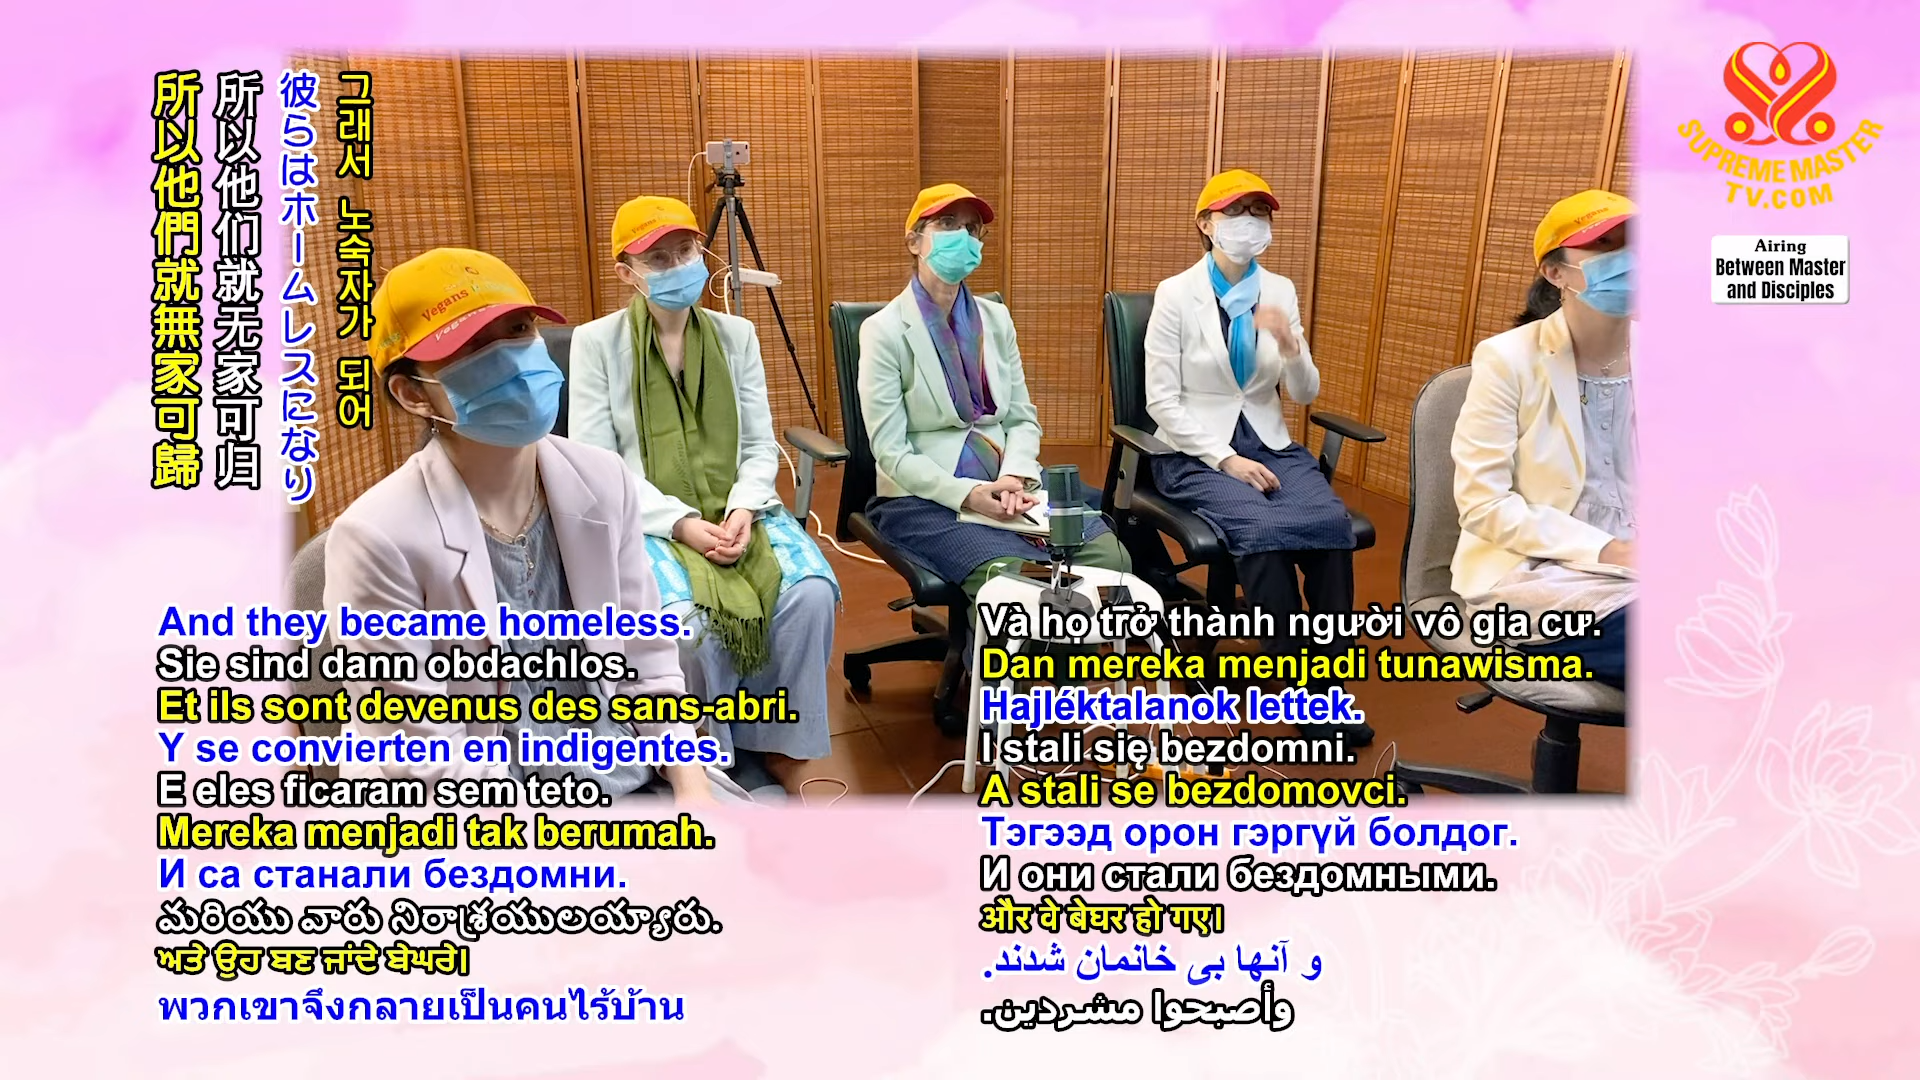 所以他們就無家可歸
所以他们就无家可归
彼らはホームレスになり
그래서 노숙자가 되어
SUPREME MASTER
TV.COM
Airing
Between Master
and Disciples
Vegans
Vegans
Vegans
And they became homeless.
Sie sind dann obdachlos.
Et ils sont devenus des sans-abri.
Y se convierten en indigentes.
E eles ficaram sem teto.
Mereka menjadi tak berumah.
И са станали бездомни.
మరియు వారు నిరాశ్రయులయ్యారు.
ਅਤੇ ਉਹ ਬਣ ਜਾਂਦੇ ਬੇਘਰੇ।
พวกเขาจึงกลายเป็นคนไร้บ้าน
Và họ trở thành người vô gia cư.
Dan mereka menjadi tunawisma.
Hajléktalanok lettek.
I stali się bezdomni.
A stali se bezdomovci.
Тэгээд орон гэргүй болдог.
И они стали бездомными.
और वे बेघर हो गए।
و آنها بی خانمان شدند.
وأصبحوا مشردين.